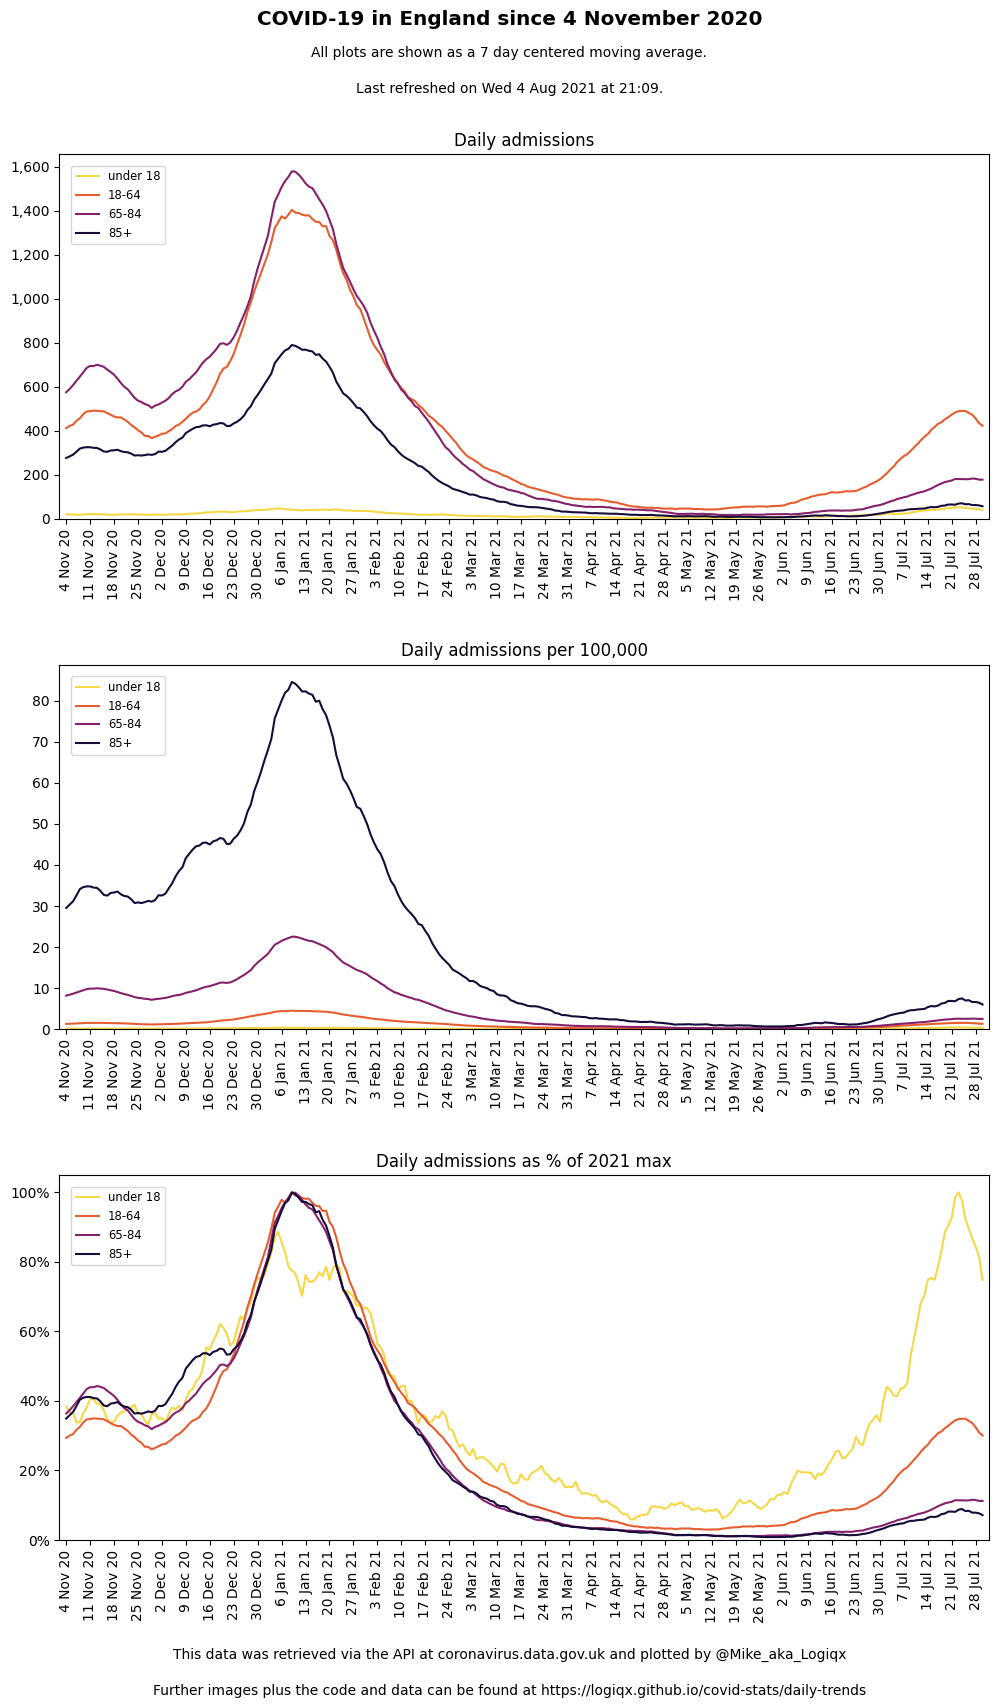 COVID-19 in England since 4 November 2020
All plots are shown as a 7 day centered moving average.
Last refreshed on Wed 4 Aug 2021 at 21:09.
Daily admissions
under 18
18-64
65-84
85+
1,600
1,400
1,200
1,000
800
600
400
200
0
4 Nov 20
11 Nov 20
18 Nov 20
25 Nov 20
2 Dec 20
9 Dec 20
16 Dec 20
23 Dec 20
30 Dec 20
6 Jan 21
13 Jan 21
20 Jan 21
27 Jan 21
3 Feb 21
10 Feb 21
17 Feb 21
24 Feb 21
3 Mar 21
10 Mar 21
17 Mar 21
24 Mar 21
31 Mar 21
7 Apr 21
14 Apr 21
21 Apr 21
28 Apr 21
5 May 21
12 May 21
19 May 21
26 May 21
2 Jun 21
9 Jun 21
16 Jun 21
23 Jun 21
30 Jun 21
7 Jul 21
14 Jul 21
21 Jul 21
28 Jul 21
Daily admissions per 100,000
under 18
18-64
65-84
85+
80
70
60
50
40
30
20
10
0
4 Nov 20
11 Nov 20
18 Nov 20
25 Nov 20
2 Dec 20
9 Dec 20
16 Dec 20
23 Dec 20
30 Dec 20
6 Jan 21
13 Jan 21
20 Jan 21
27 Jan 21
3 Feb 21
10 Feb 21
17 Feb 21
24 Feb 21
3 Mar 21
10 Mar 21
17 Mar 21
24 Mar 21
31 Mar 21
7 Apr 21
14 Apr 21
21 Apr 21
28 Apr 21
5 May 21
12 May 21
19 May 21
26 May 21
2 Jun 21
9 Jun 21
16 Jun 21
23 Jun 21
30 Jun 21
7 Jul 21
14 Jul 21
21 Jul 21
28 Jul 21
Daily admissions as % of 2021 max
under 18
18-64
65-84
85+
100%
80%
60%
40%
20%
0%
4 Nov 20
11 Nov 20
18 Nov 20
25 Nov 20
2 Dec 20
9 Dec 20
16 Dec 20
23 Dec 20
30 Dec 20
6 Jan 21
13 Jan 21
20 Jan 21
27 Jan 21
3 Feb 21
10 Feb 21
17 Feb 21
24 Feb 21
3 Mar 21
10 Mar 21
17 Mar 21
24 Mar 21
31 Mar 21
7 Apr 21
14 Apr 21
21 Apr 21
28 Apr 21
5 May 21
12 May 21
19 May 21
26 May 21
2 Jun 21
9 Jun 21
16 Jun 21
23 Jun 21
30 Jun 21
7 Jul 21
14 Jul 21
21 Jul 21
28 Jul 21
This data was retrieved via the API at coronavirus.data.gov.uk and plotted by @Mike_aka_Logiqx
Further images plus the code and data can be found at https://logiqx.github.io/covid-stats/daily-trends